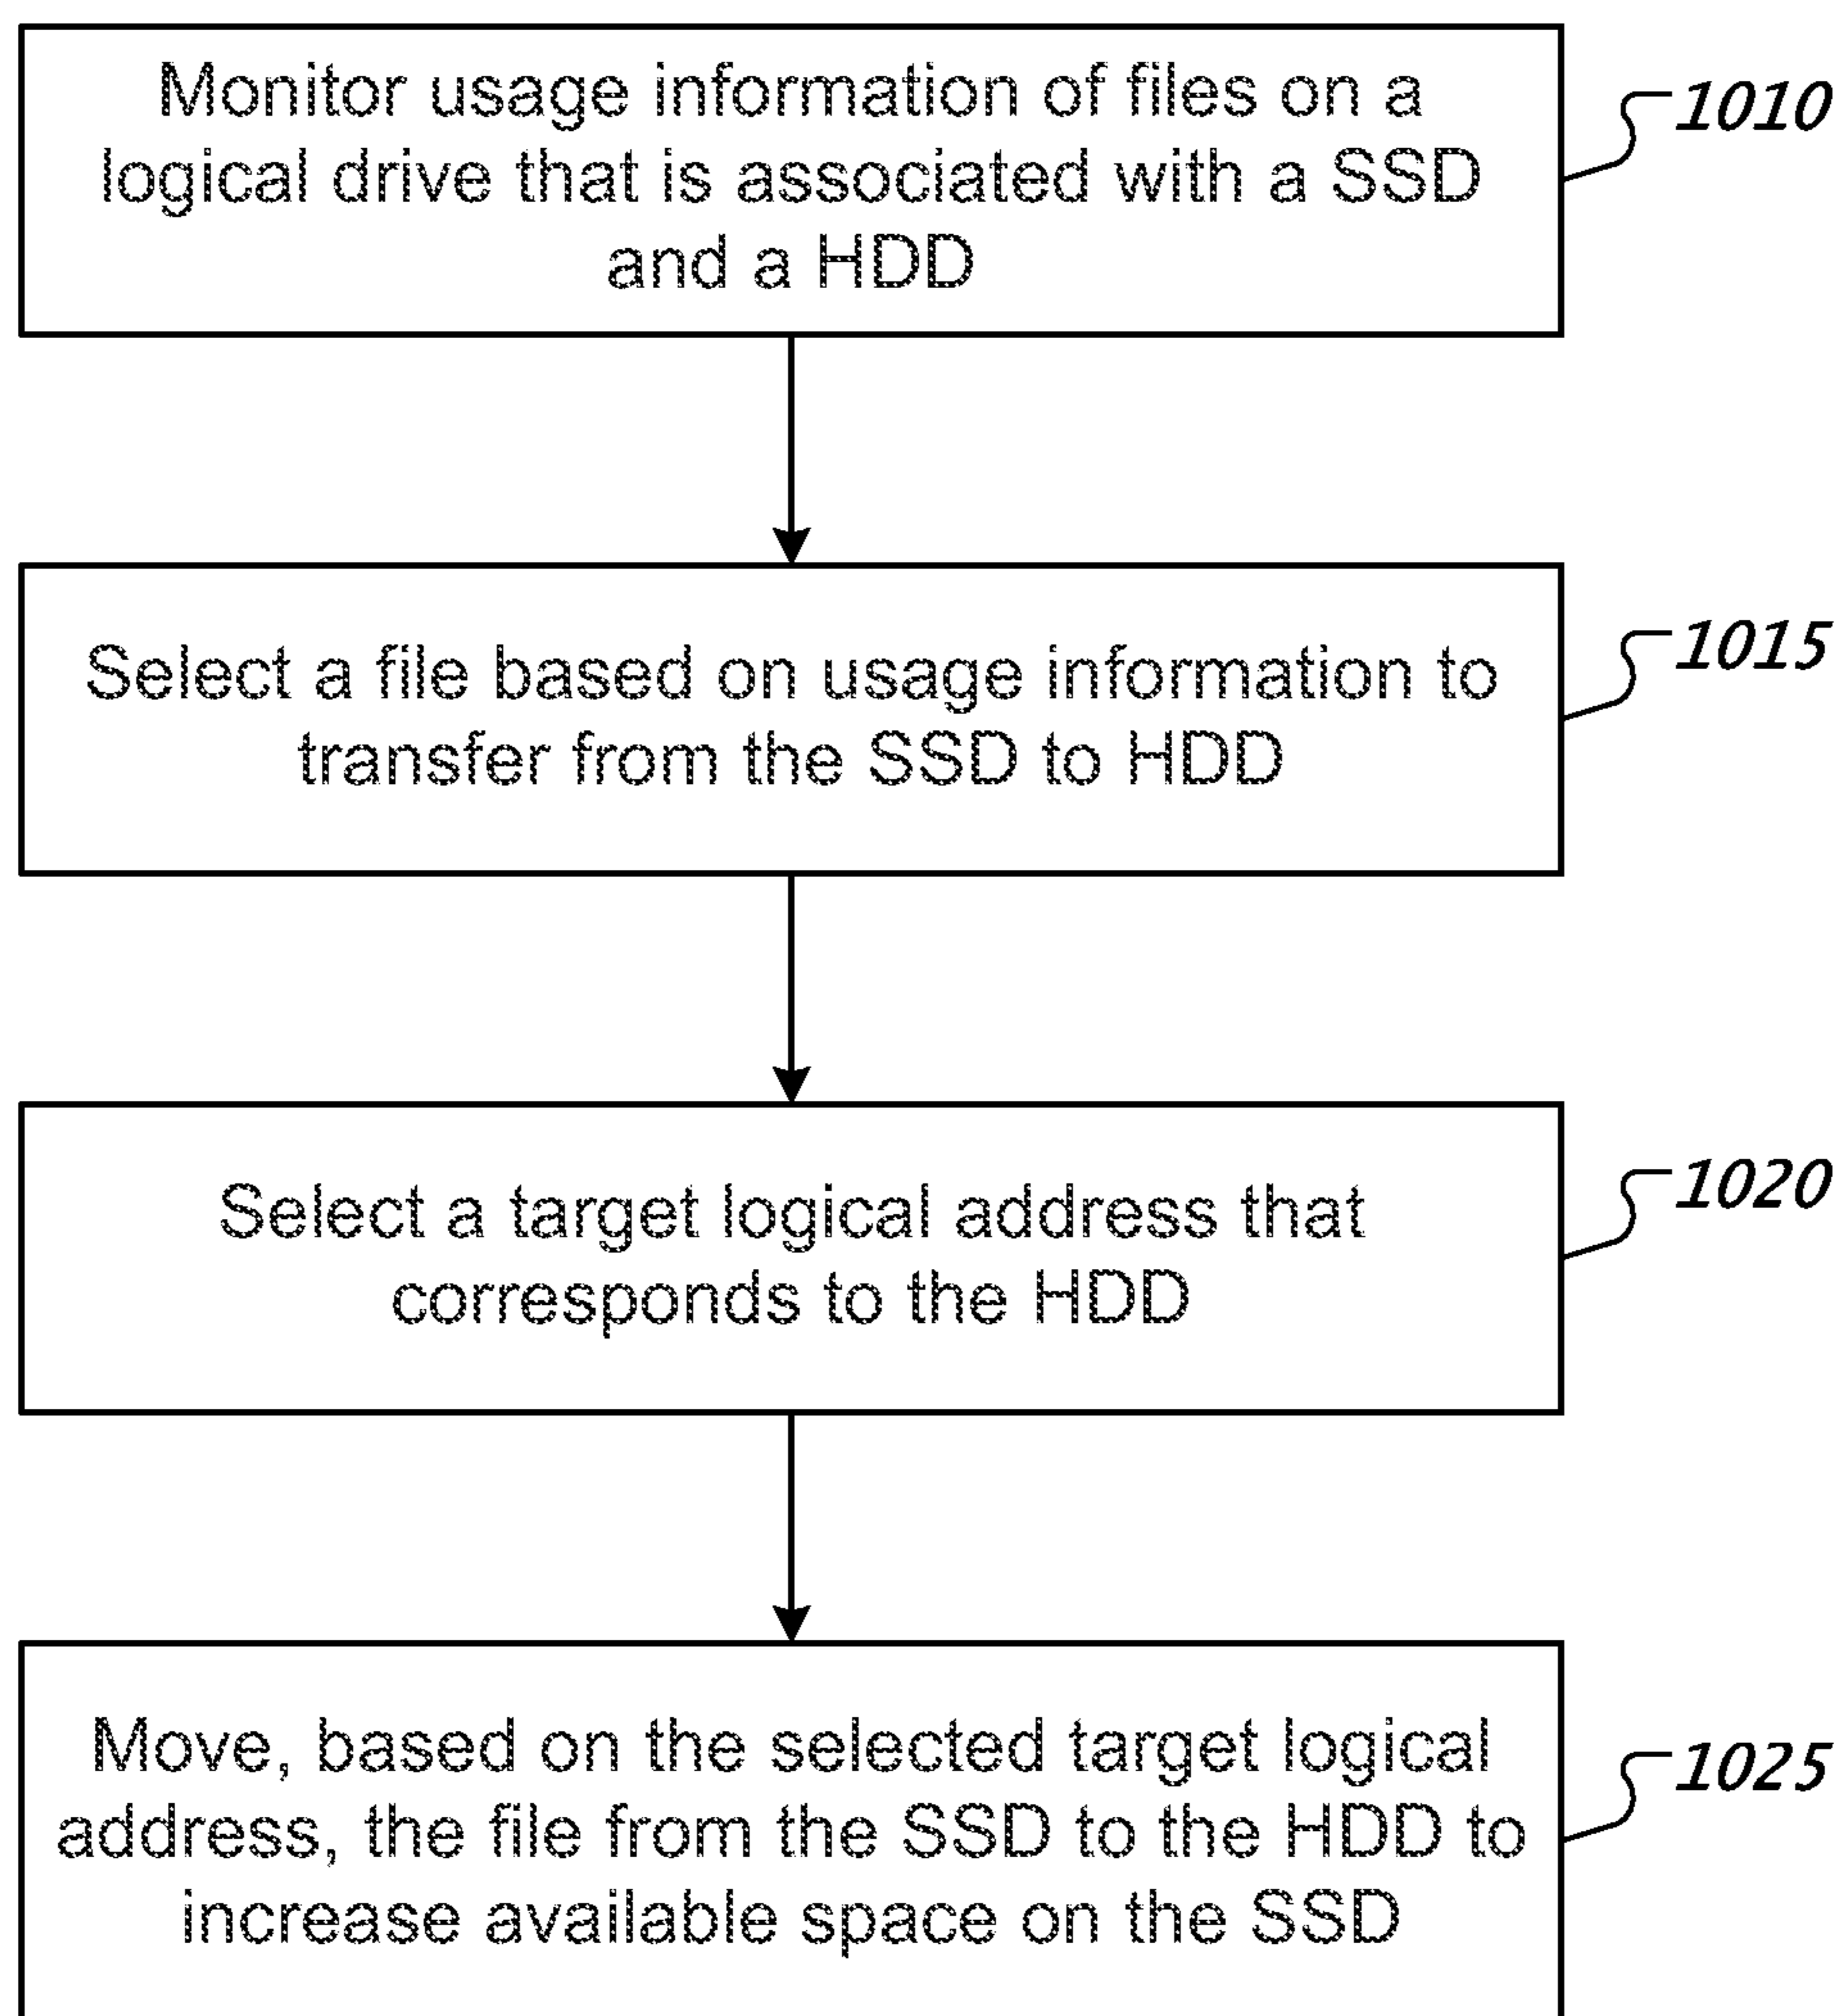 Monitor usage information of files on a
logical drive that is associated with a SSD
and a HDD
1010
Select a file based on usage information to
transfer from the SSD to HDD
1015
Select a target logical address that
corresponds to the HDD
1020
Move, based on the selected target logical
address, the file from the SSD to the HDD to
increase available space on the SSD
1025